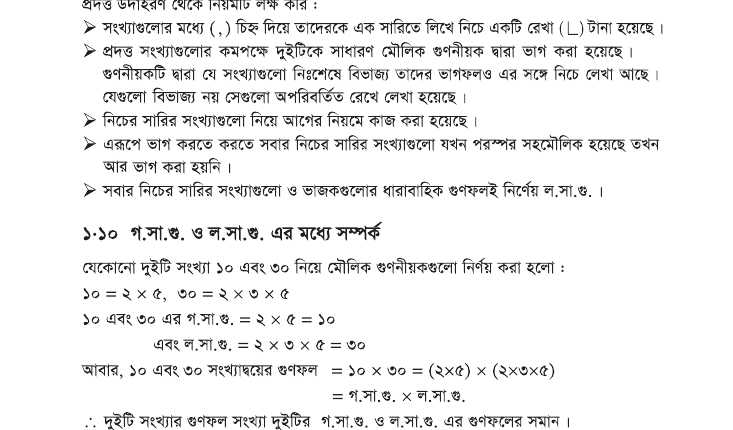 প্রদত্ত উদাহরণ থেকে নিয়মটি লক্ষ করি :
➢ সংখ্যাগুলোর মধ্যে ( , ) চিহ্ন দিয়ে তাদেরকে এক সারিতে লিখে নিচে একটি রেখা (∟) টানা হয়েছে।
➢ প্রদত্ত সংখ্যাগুলোর কমপক্ষে দুইটিকে সাধারণ মৌলিক গুণনীয়ক দ্বারা ভাগ করা হয়েছে।
গুণনীয়কটি দ্বারা যে সংখ্যাগুলো নিঃশেষে বিভাজ্য তাদের ভাগফলও এর সঙ্গে নিচে লেখা আছে।
যেগুলো বিভাজ্য নয় সেগুলো অপরিবর্তিত রেখে লেখা হয়েছে।
➢ নিচের সারির সংখ্যাগুলো নিয়ে আগের নিয়মে কাজ করা হয়েছে।
➢ এরূপে ভাগ করতে করতে সবার নিচের সারির সংখ্যাগুলো যখন পরস্পর সহমৌলিক হয়েছে তখন
আর ভাগ করা হয়নি।
➢ সবার নিচের সারির সংখ্যাগুলো ও ভাজকগুলোর ধারাবাহিক গুণফলই নির্ণেয় ল.সা.গু. ।
১·১০ গ.সা.গু. ও ল.সা.গু. এর মধ্যে সম্পর্ক
যেকোনো দুইটি সংখ্যা ১০ এবং ৩০ নিয়ে মৌলিক গুণনীয়কগুলো নির্ণয় করা হলো :
১০ = ২ × ৫, ৩০ = ২ × ৩ × ৫
১০ এবং ৩০ এর গ.সা.গু. = ২ × ৫ = ১০
এবং ল.সা.গু. = ২ × ৩ × ৫ = ৩০
আবার, ১০ এবং ৩০ সংখ্যাদ্বয়ের গুণফল = ১০ × ৩০ = (২×৫) × (২×৩×৫)
= গ.সা.গু. × ল.সা.গু.
∴ দুইটি সংখ্যার গুণফল সংখ্যা দুইটির গ.সা.গু. ও ল.সা.গু. এর গুণফলের সমান।